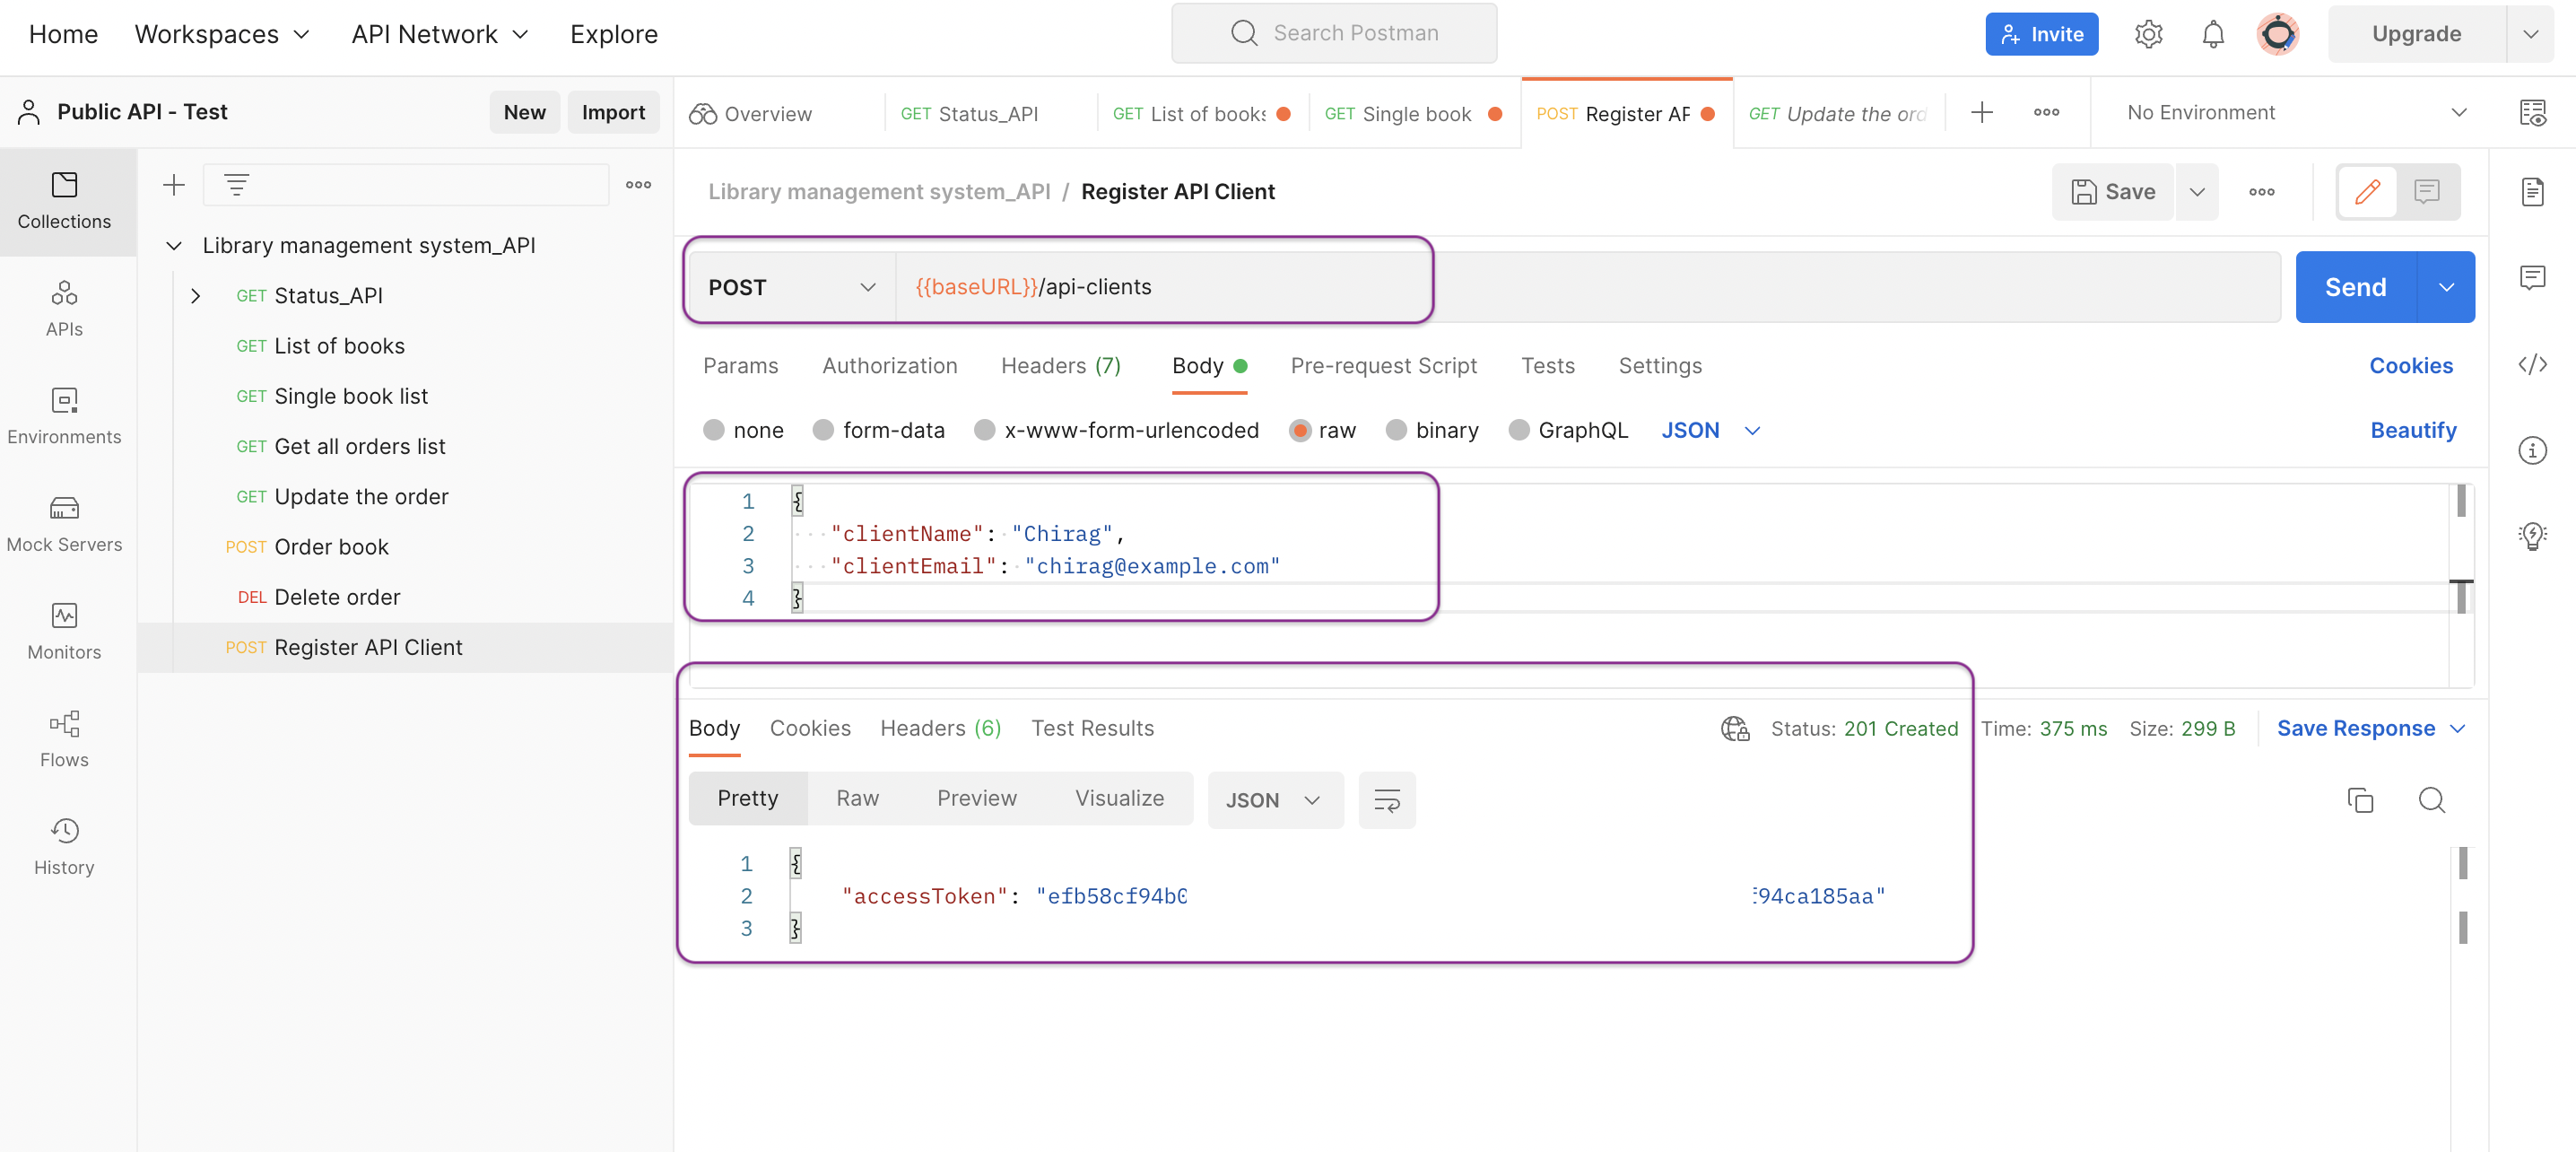 Home Workspaces API Network Explore Search Postman Invite Upgrade
Public API - Test New Import Overview GET Status_API GET List of books GET Single book POST Register AP GET Update the ord No Environment
Collections
APIs
Environments
Mock Servers
Monitors
Flows
History
Library management system_API
GET Status_API
GET List of books
GET Single book list
GET Get all orders list
GET Update the order
POST Order book
DEL Delete order
POST Register API Client
Library management system_API / Register API Client Save
POST {{baseURL}}/api-clients Send
Params Authorization Headers (7) Body Pre-request Script Tests Settings Cookies
none form-data x-www-form-urlencoded raw binary GraphQL JSON Beautify
1 {
2 "clientName": "Chirag",
3 "clientEmail": "chirag@example.com"
4 }
Body Cookies Headers (6) Test Results Status: 201 Created Time: 375 ms Size: 299 B Save Response
Pretty Raw Preview Visualize JSON
1 {
2 "accessToken": "efb58cf94b0 94ca185aa"
3 }